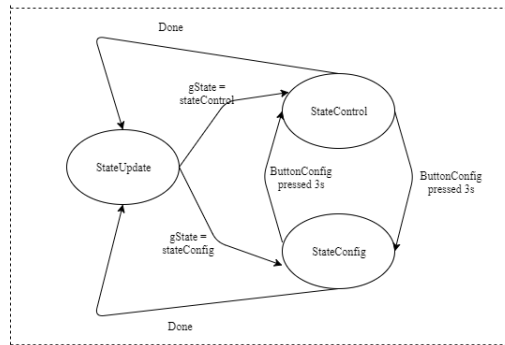 Done
gState =
stateControl
StateControl
StateUpdate
ButtonConfig
pressed 3s
ButtonConfig
pressed 3s
gState =
stateConfig
StateConfig
Done